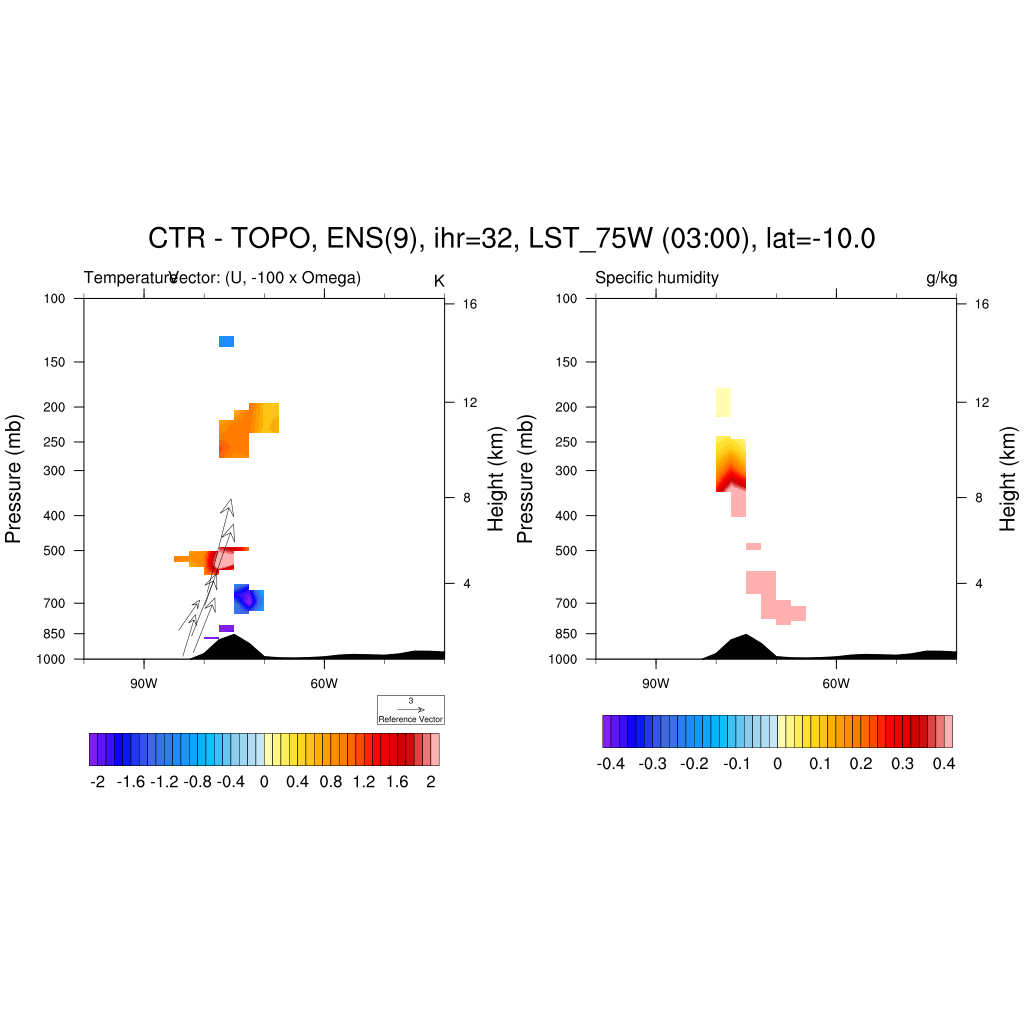 CTR - TOPO, ENS(9), ihr=32, LST_75W (03:00), lat=-10.0
Temperature Vector: (U, -100 x Omega) K
Specific humidity g/kg
Pressure (mb)
100
150
200
250
300
400
500
700
850
1000
16
12
8
4
Height (km)
90W 60W
3
Reference Vector
-2 -1.6 -1.2 -0.8 -0.4 0 0.4 0.8 1.2 1.6 2
Pressure (mb)
100
150
200
250
300
400
500
700
850
1000
16
12
8
4
Height (km)
90W 60W
-0.4 -0.3 -0.2 -0.1 0 0.1 0.2 0.3 0.4